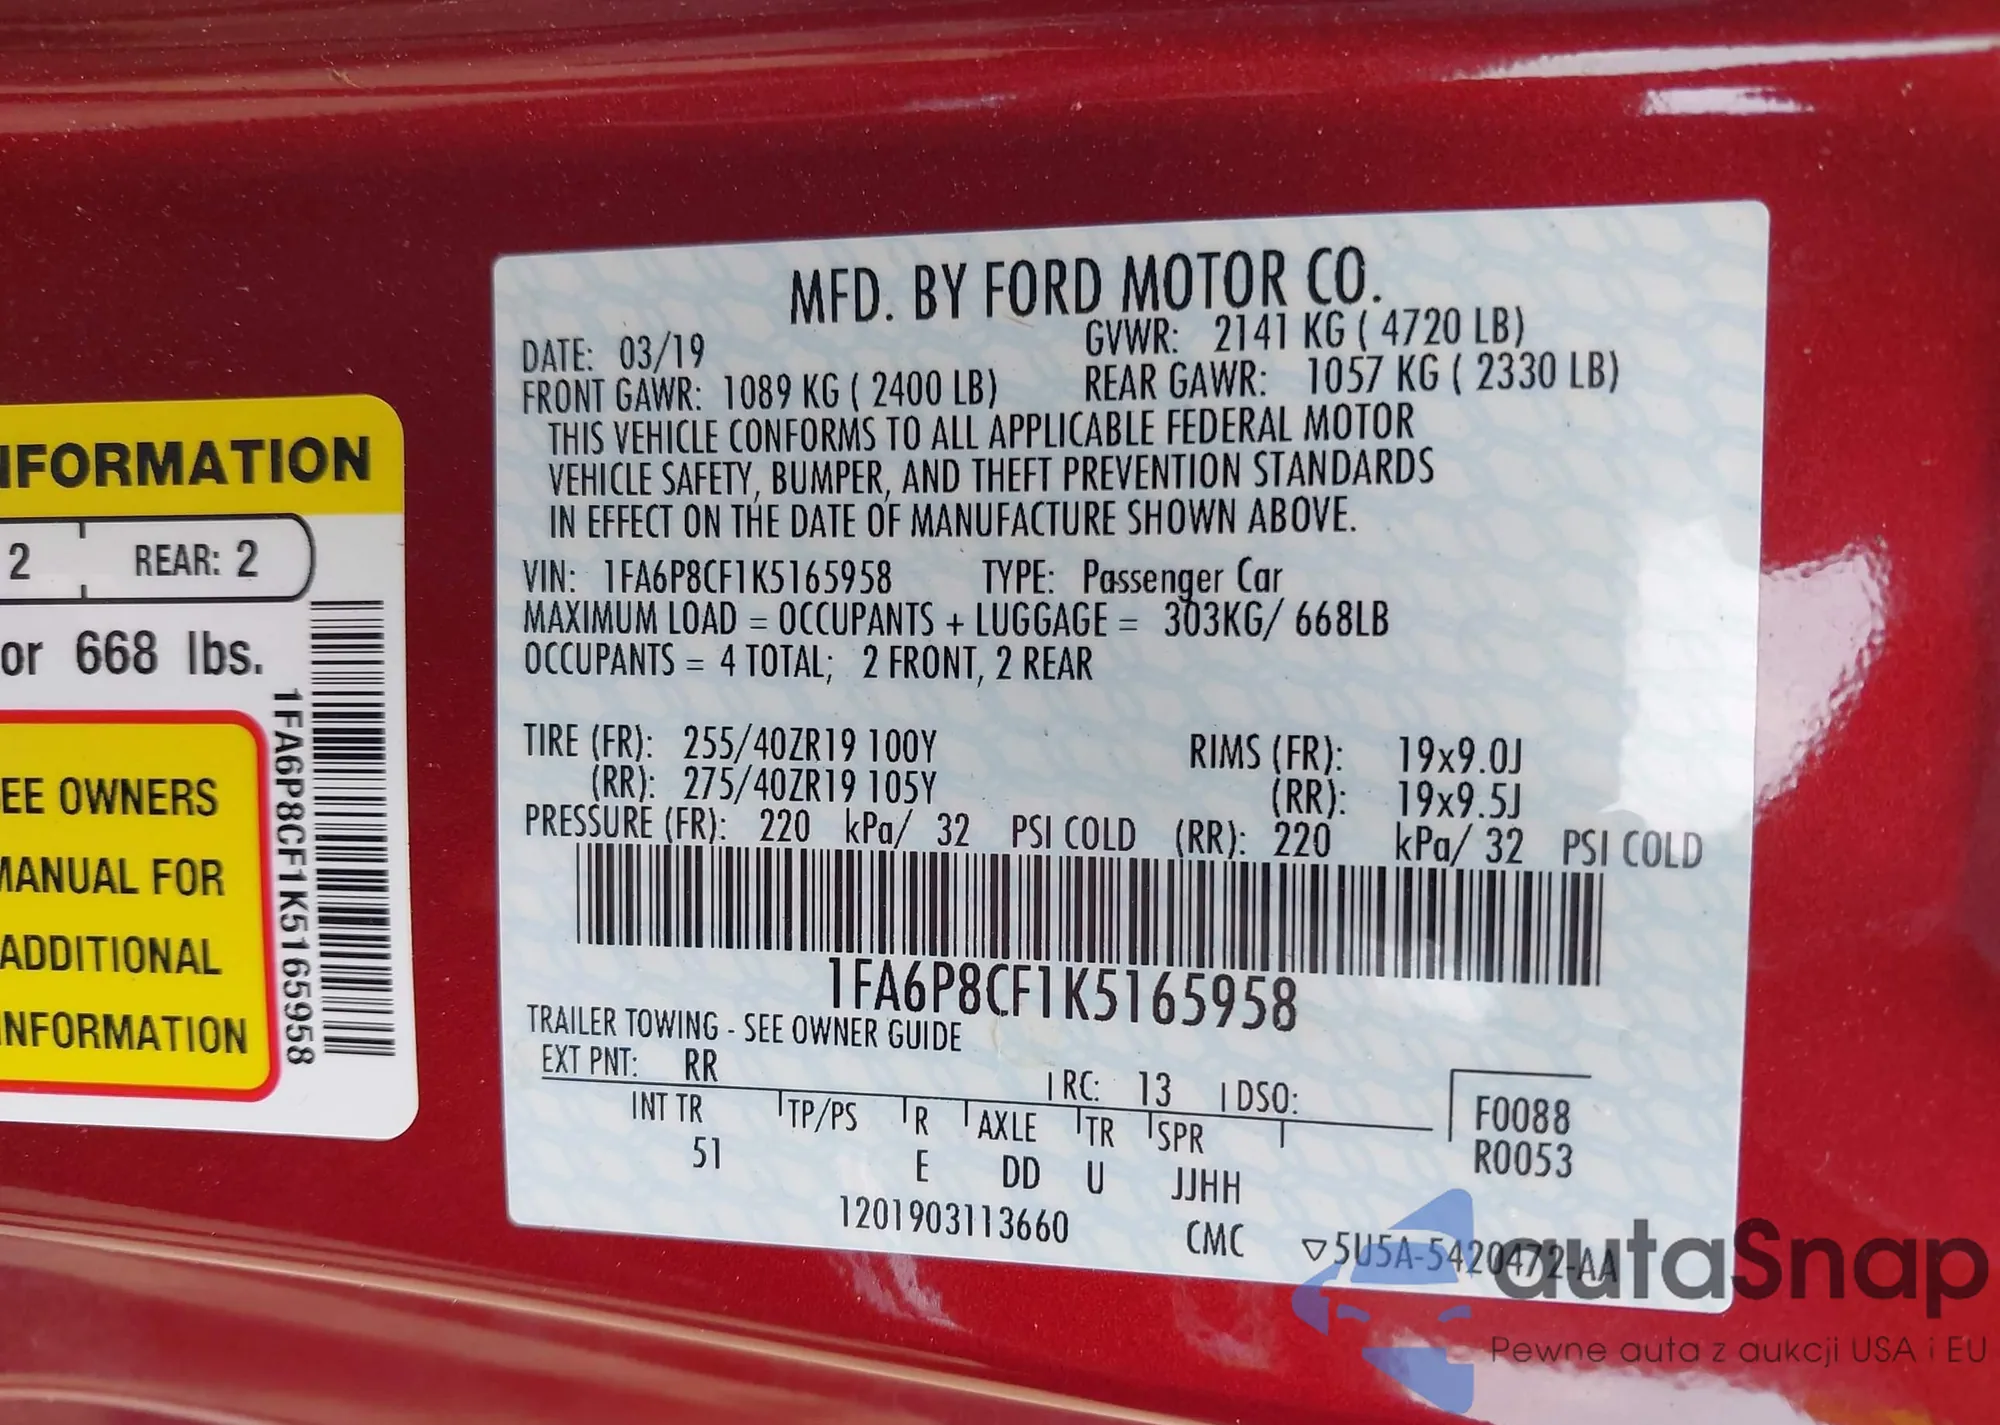 MFD. BY FORD MOTOR CO.
DATE: 03/19 GVWR: 2141 KG ( 4720 LB)
FRONT GAWR: 1089 KG ( 2400 LB) REAR GAWR: 1057 KG ( 2330 LB)
THIS VEHICLE CONFORMS TO ALL APPLICABLE FEDERAL MOTOR
VEHICLE SAFETY, BUMPER, AND THEFT PREVENTION STANDARDS
IN EFFECT ON THE DATE OF MANUFACTURE SHOWN ABOVE.
VIN: 1FA6P8CF1K5165958 TYPE: Passenger Car
MAXIMUM LOAD = OCCUPANTS + LUGGAGE = 303KG/ 668LB
OCCUPANTS = 4 TOTAL; 2 FRONT, 2 REAR
TIRE (FR): 255/40ZR19 100Y RIMS (FR): 19x9.0J
(RR): 275/40ZR19 105Y (RR): 19x9.5J
PRESSURE (FR): 220 kPa/ 32 PSI COLD (RR): 220 kPa/ 32 PSI COLD
1FA6P8CF1K5165958
TRAILER TOWING - SEE OWNER GUIDE
EXT PNT: RR RC: 13 DSO:
INT TR TP/PS R AXLE TR SPR
51 E DD U JJHH
F0088
R0053
1201903113660 CMC ▽5U5A-5420472-AA
NFORMATION
2 REAR: 2
or 668 lbs.
EE OWNERS
MANUAL FOR
ADDITIONAL
INFORMATION
1FA6P8CF1K5165958
autaSnap
Pewne auta z aukcji USA i EU